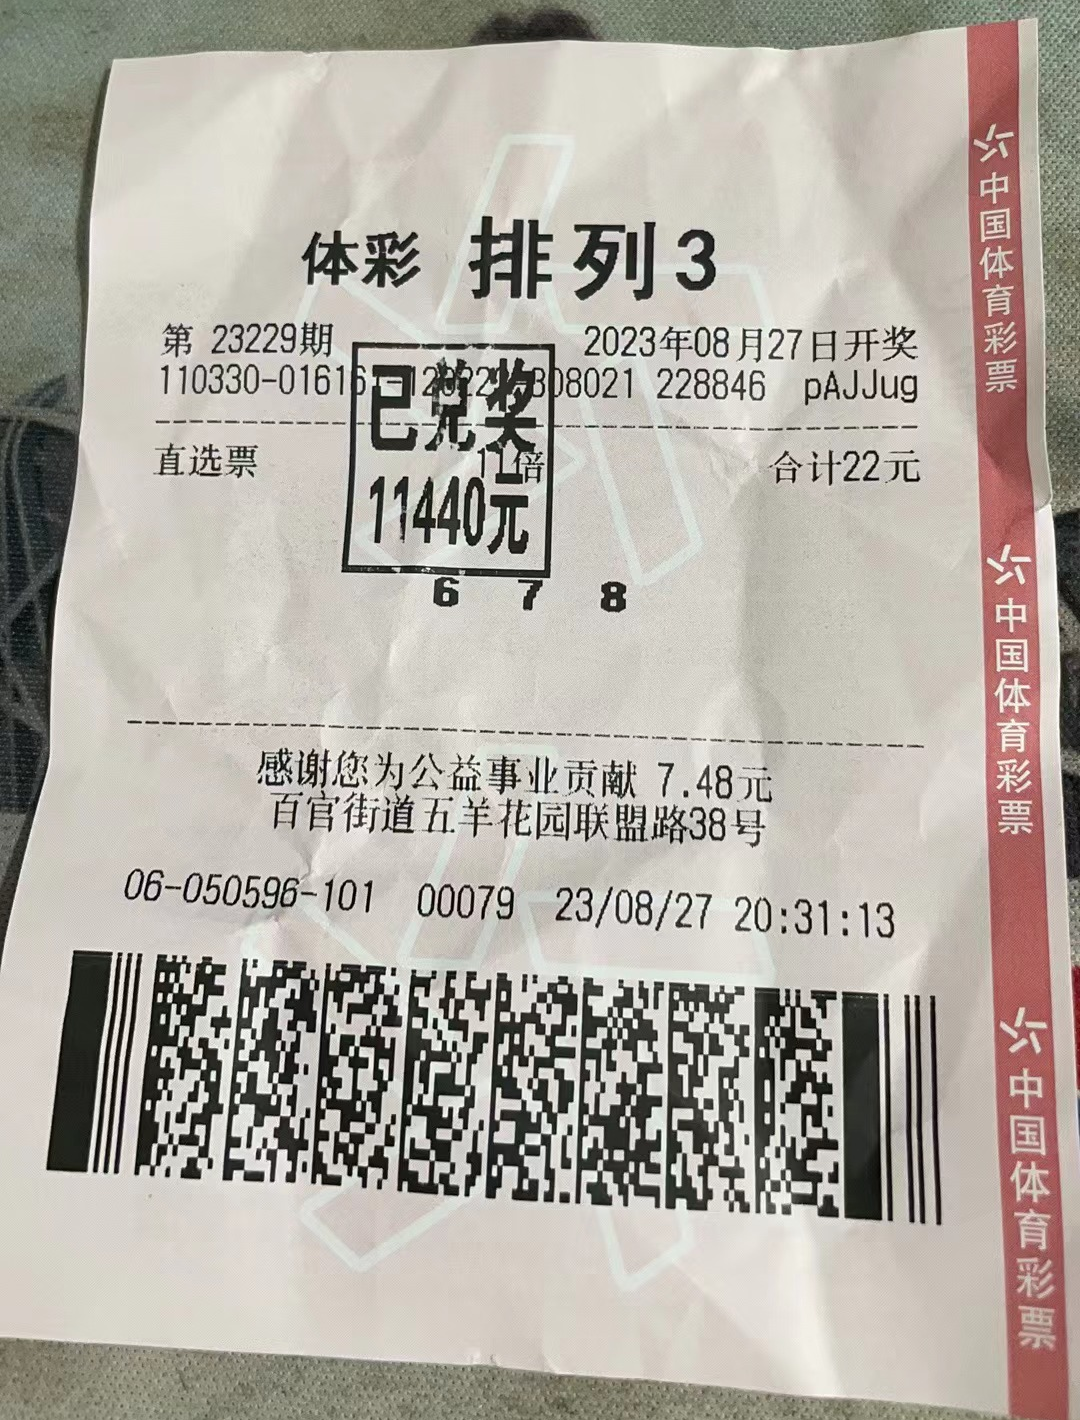 体彩 排列3
第 23229期 2023年08月27日开奖
110330-016161 308021 228846 pAJJug
已兑奖
直选票 11倍 合计22元
11440元
6 7 8
感谢您为公益事业贡献 7.48元
百官街道五羊花园联盟路38号
06-050596-101 00079 23/08/27 20:31:13
中国体育彩票
中国体育彩票
中国体育彩票